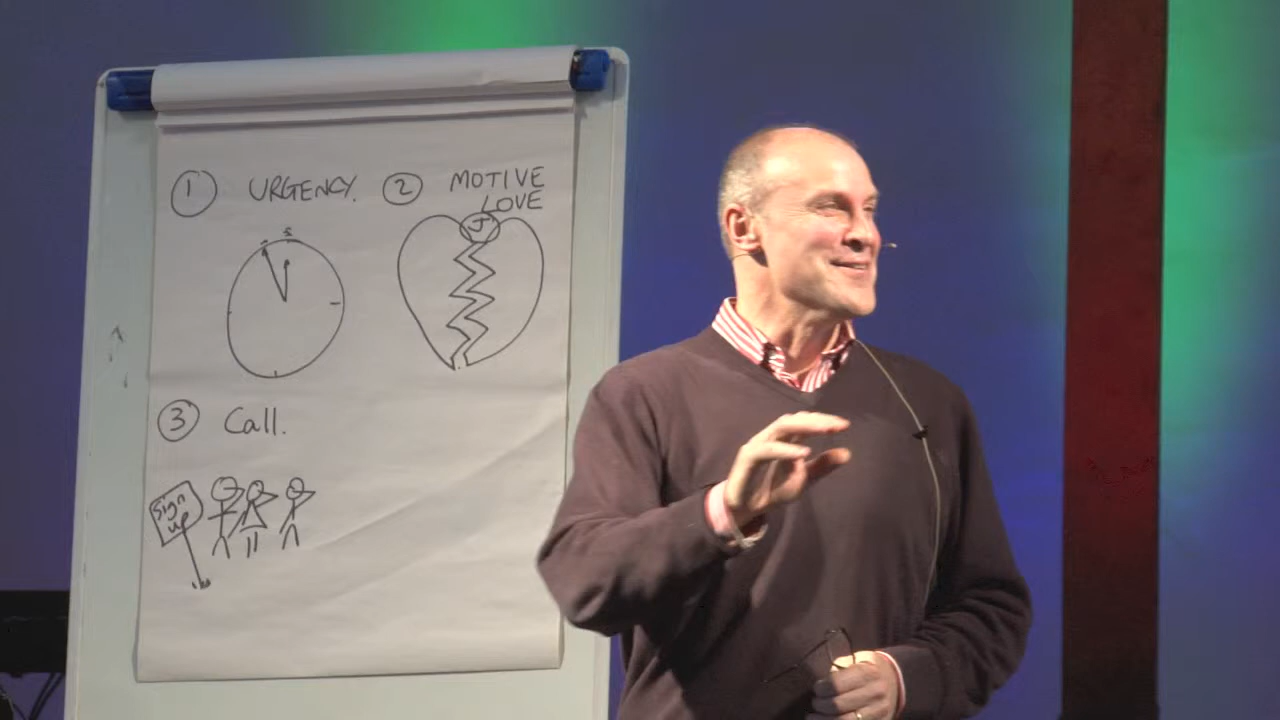 ① URGENCY.
② MOTIVE
LOVE
J
③ Call.
Sign
up